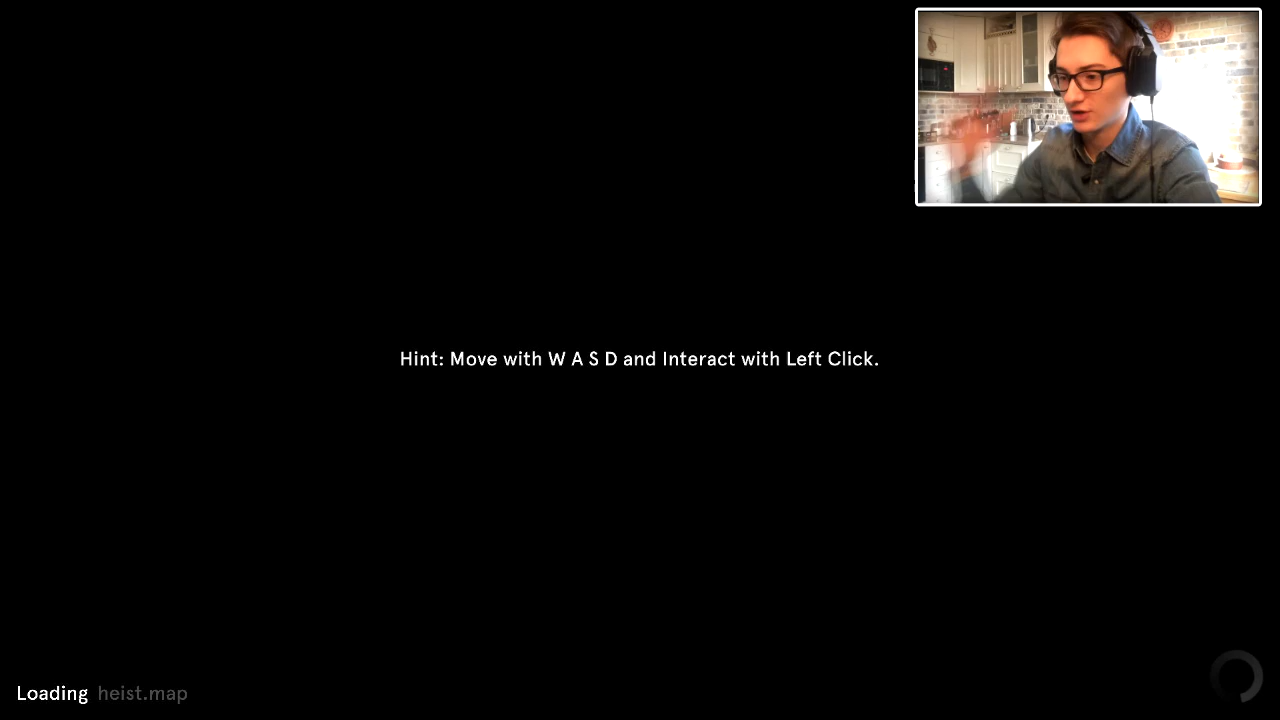 Hint: Move with W A S D and Interact with Left Click.
Loading heist.map